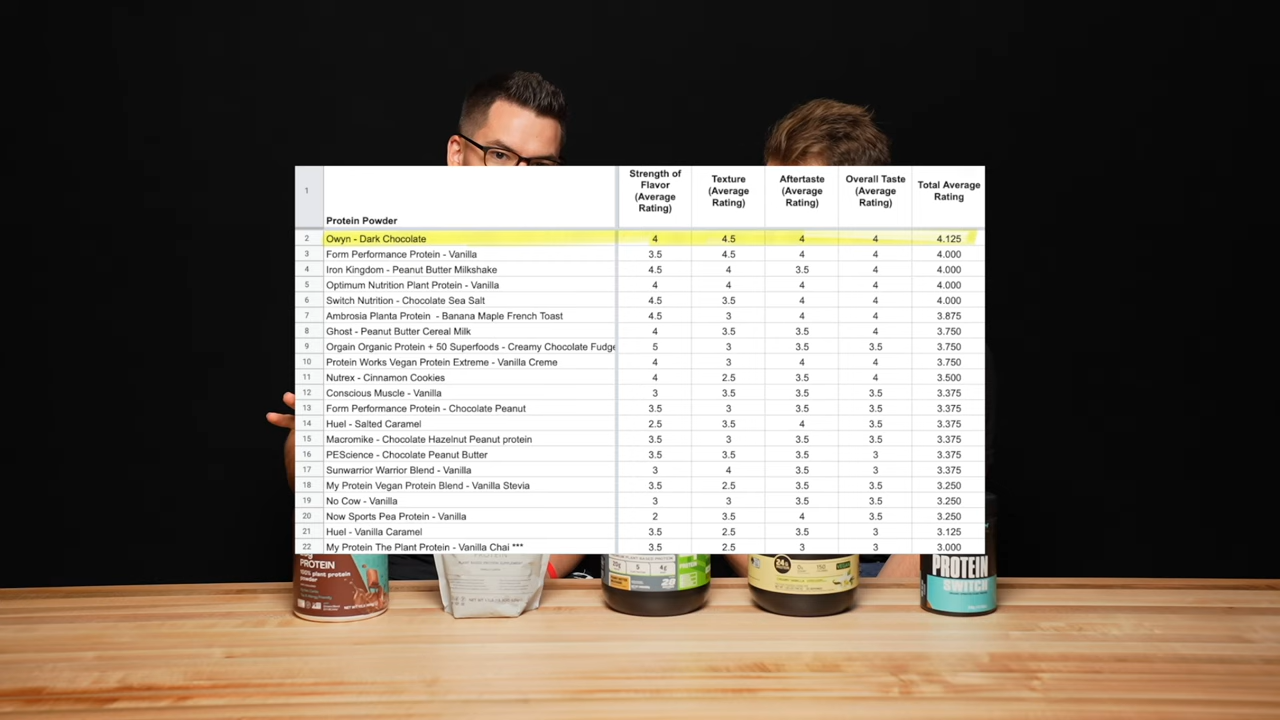 1 Protein Powder Strength of Flavor (Average Rating) Texture (Average Rating) Aftertaste (Average Rating) Overall Taste (Average Rating) Total Average Rating
2 Owyn - Dark Chocolate 4 4.5 4 4 4.125
3 Form Performance Protein - Vanilla 3.5 4.5 4 4 4.000
4 Iron Kingdom - Peanut Butter Milkshake 4.5 4 3.5 4 4.000
5 Optimum Nutrition Plant Protein - Vanilla 4 4 4 4 4.000
6 Switch Nutrition - Chocolate Sea Salt 4.5 3.5 4 4 4.000
7 Ambrosia Planta Protein - Banana Maple French Toast 4.5 3 4 4 3.875
8 Ghost - Peanut Butter Cereal Milk 4 3.5 3.5 4 3.750
9 Orgain Organic Protein + 50 Superfoods - Creamy Chocolate Fudge 5 3 3.5 3.5 3.750
10 Protein Works Vegan Protein Extreme - Vanilla Creme 4 3 4 4 3.750
11 Nutrex - Cinnamon Cookies 4 2.5 3.5 4 3.500
12 Conscious Muscle - Vanilla 3 3.5 3.5 3.5 3.375
13 Form Performance Protein - Chocolate Peanut 3.5 3 3.5 3.5 3.375
14 Huel - Salted Caramel 2.5 3.5 4 3.5 3.375
15 Macromike - Chocolate Hazelnut Peanut protein 3.5 3 3.5 3.5 3.375
16 PEScience - Chocolate Peanut Butter 3.5 3.5 3.5 3 3.375
17 Sunwarrior Warrior Blend - Vanilla 3 4 3.5 3 3.375
18 My Protein Vegan Protein Blend - Vanilla Stevia 3.5 2.5 3.5 3.5 3.250
19 No Cow - Vanilla 3 3 3.5 3.5 3.250
20 Now Sports Pea Protein - Vanilla 2 3.5 4 3.5 3.250
21 Huel - Vanilla Caramel 3.5 2.5 3.5 3 3.125
22 My Protein The Plant Protein - Vanilla Chai *** 3.5 2.5 3 3 3.000
PROTEIN
100% plant protein
powder
20g 5 4g
24g
150
PROTEIN
SWITCH